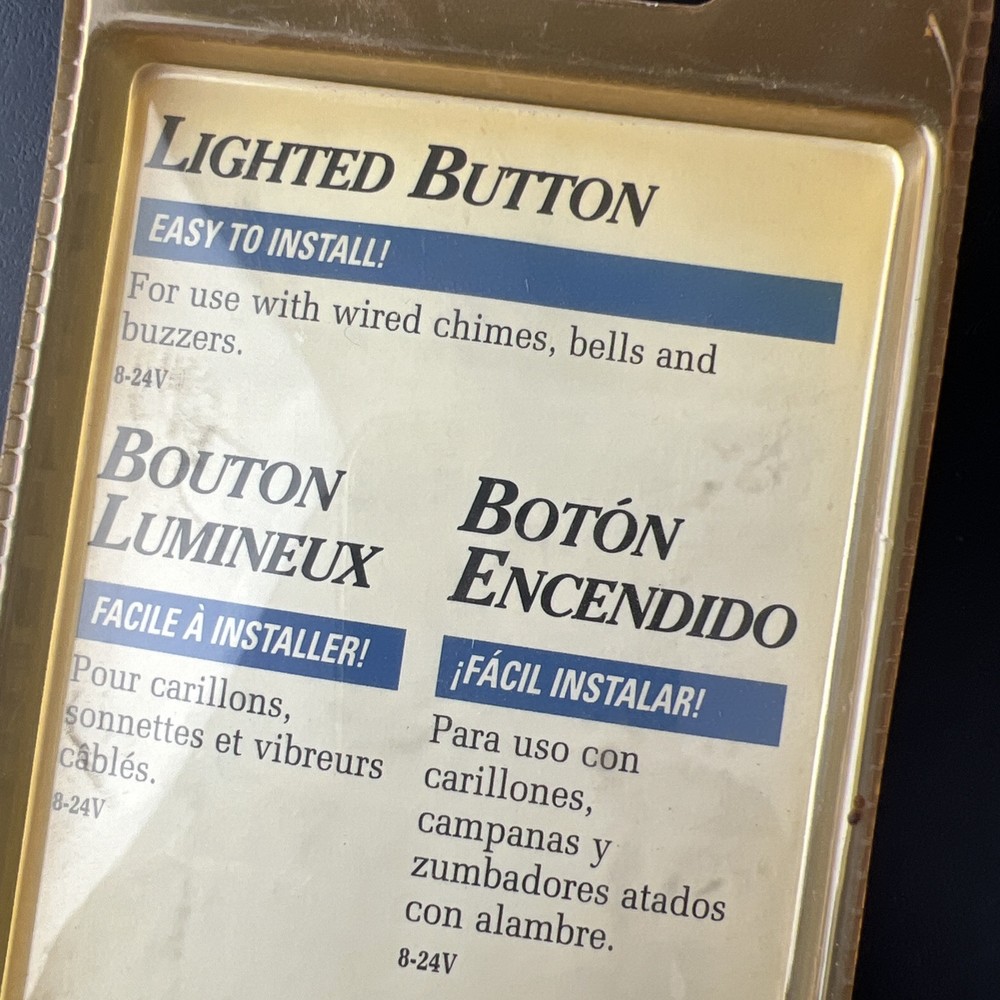 LIGHTED BUTTON
EASY TO INSTALL!
For use with wired chimes, bells and
buzzers.
8-24V
BOUTON
LUMINEUX
FACILE À INSTALLER!
Pour carillons,
sonnettes et vibreurs
câblés.
8-24V
BOTÓN
ENCENDIDO
¡FÁCIL INSTALAR!
Para uso con
carillones,
campanas y
zumbadores atados
con alambre.
8-24V